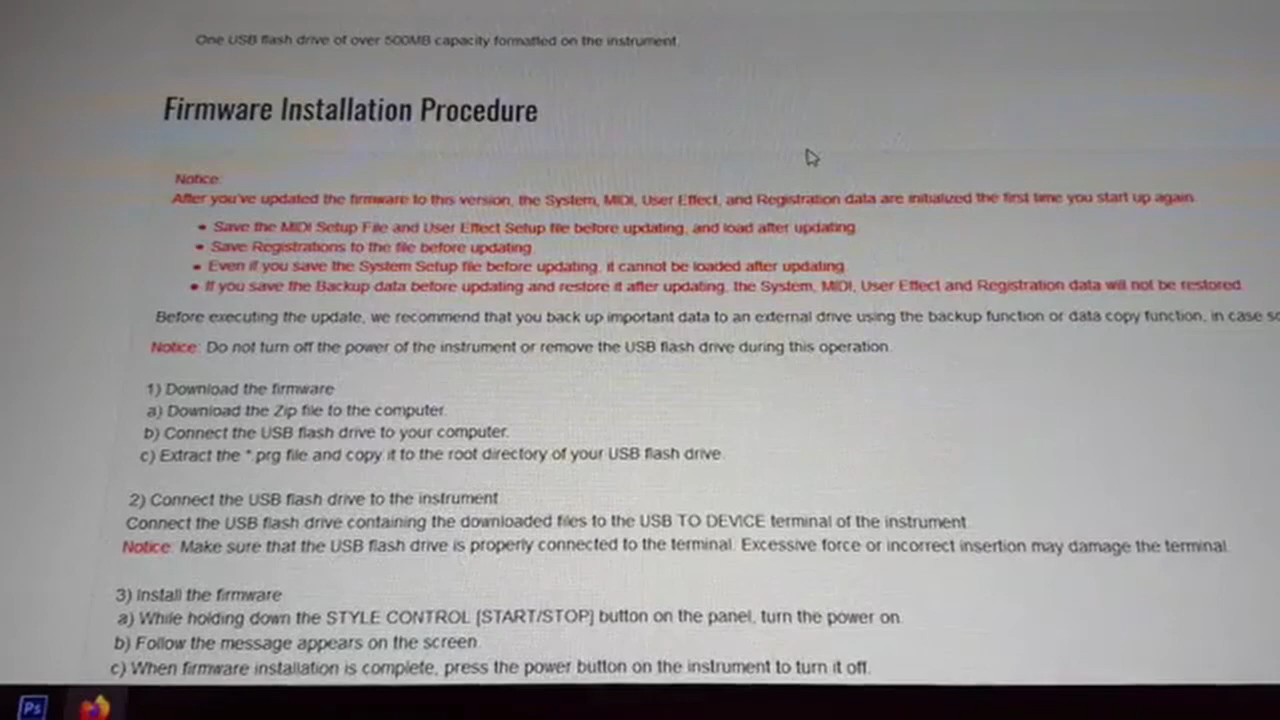 One USB flash drive of over 500MB capacity formatted on the instrument.
Firmware Installation Procedure
Notice:
After you've updated the firmware to this version, the System, MIDI, User Effect, and Registration data are initialized the first time you start up again.
• Save the MIDI Setup File and User Effect Setup file before updating, and load after updating.
• Save Registrations to the file before updating.
• Even if you save the System Setup file before updating, it cannot be loaded after updating.
• If you save the Backup data before updating and restore it after updating, the System, MIDI, User Effect and Registration data will not be restored.
Before executing the update, we recommend that you back up important data to an external drive using the backup function or data copy function, in case
Notice: Do not turn off the power of the instrument or remove the USB flash drive during this operation.
1) Download the firmware
a) Download the Zip file to the computer.
b) Connect the USB flash drive to your computer.
c) Extract the *.prg file and copy it to the root directory of your USB flash drive.
2) Connect the USB flash drive to the instrument
Connect the USB flash drive containing the downloaded files to the USB TO DEVICE terminal of the instrument.
Notice: Make sure that the USB flash drive is properly connected to the terminal. Excessive force or incorrect insertion may damage the terminal.
3) Install the firmware
a) While holding down the STYLE CONTROL [START/STOP] button on the panel, turn the power on.
b) Follow the message appears on the screen.
c) When firmware installation is complete, press the power button on the instrument to turn it off.
Ps